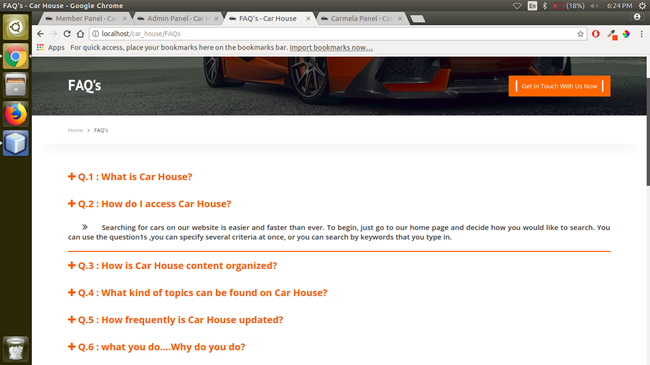 FAQ's - Car House - Google Chrome
En
(18%)
6:24 PM
Member Panel - Car
Admin Panel - Car H
FAQ's - Car House
Carmela Panel - Car
localhost/car_house/FAQs
Apps For quick access, place your bookmarks here on the bookmarks bar. Import bookmarks now...
FAQ's
Get In Touch With Us Now
Home > FAQ's
Q.1 : What is Car House?
Q.2 : How do I access Car House?
Searching for cars on our website is easier and faster than ever. To begin, just go to our home page and decide how you would like to search. You
can use the question1s ,you can specify several criteria at once, or you can search by keywords that you type in.
Q.3 : How is Car House content organized?
Q.4 : What kind of topics can be found on Car House?
Q.5 : How frequently is Car House updated?
Q.6 : what you do....Why do you do?